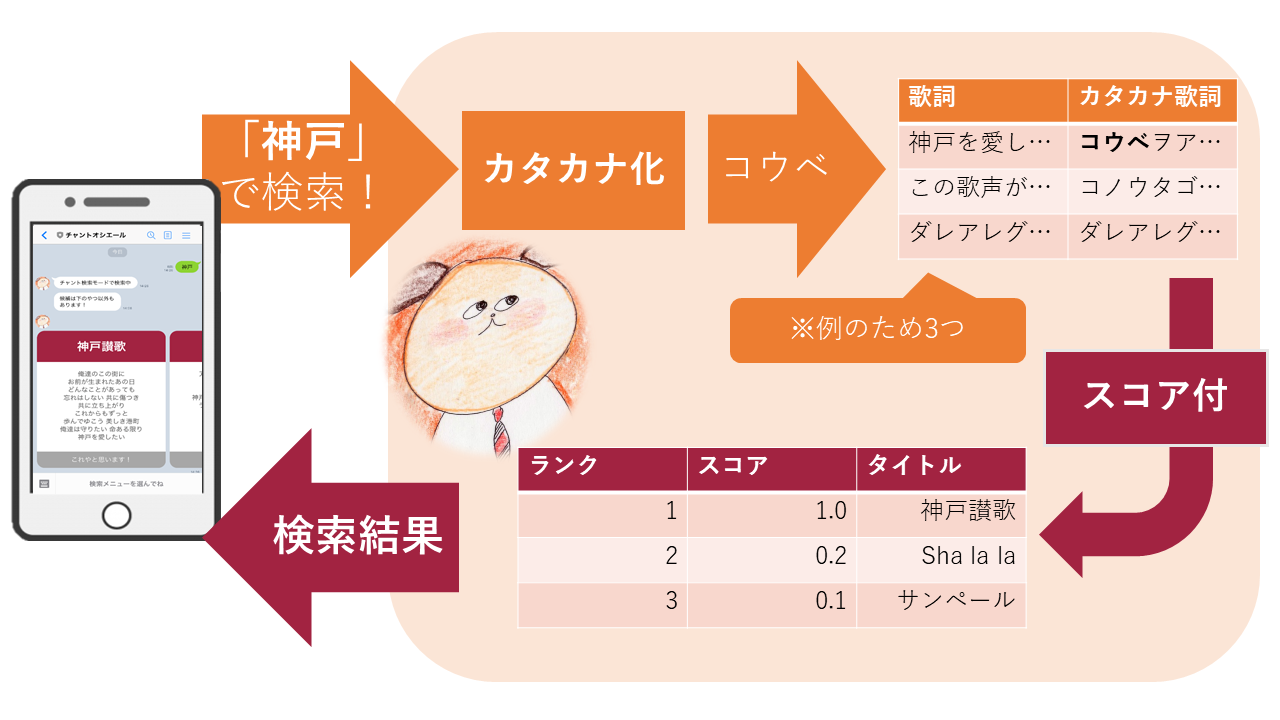 「神戸」
で検索！
カタカナ化
コウベ
歌詞 カタカナ歌詞
神戸を愛し… コウベヲア…
この歌声が… コノウタゴ…
ダレアレグ… ダレアレグ…
※例のため3つ
スコア付
ランク スコア タイトル
1 1.0 神戸讃歌
2 0.2 Sha la la
3 0.1 サンペール
検索結果
チャントオシエール
今日
神戸
チャント検索モードで検索中
候補は下のやつ以外も
あります！
神戸讃歌
俺達のこの街に
お前が生まれたあの日
どんなことがあっても
忘れはしない 共に傷つき
共に立ち上がり
これからもずっと
歩んでゆこう 美しき港町
俺達は守りたい 命ある限り
神戸を愛したい
これやと思います！
検索メニューを選んでね